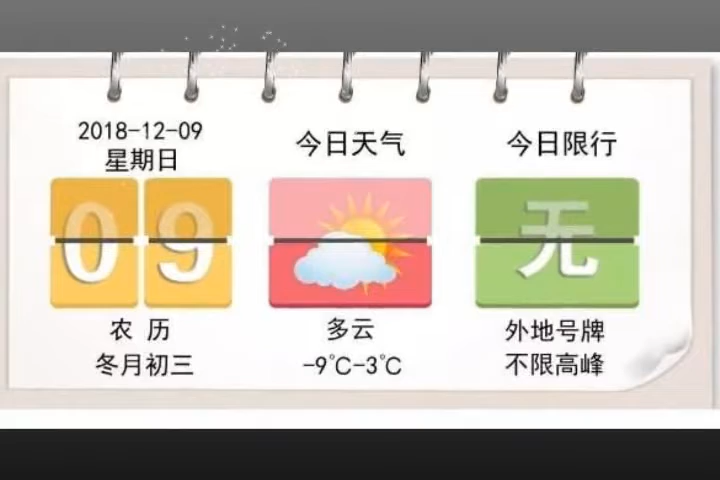 2018-12-09
星期日
09
农 历
冬月初三
今日天气
多云
-9℃-3℃
今日限行
无
外地号牌
不限高峰